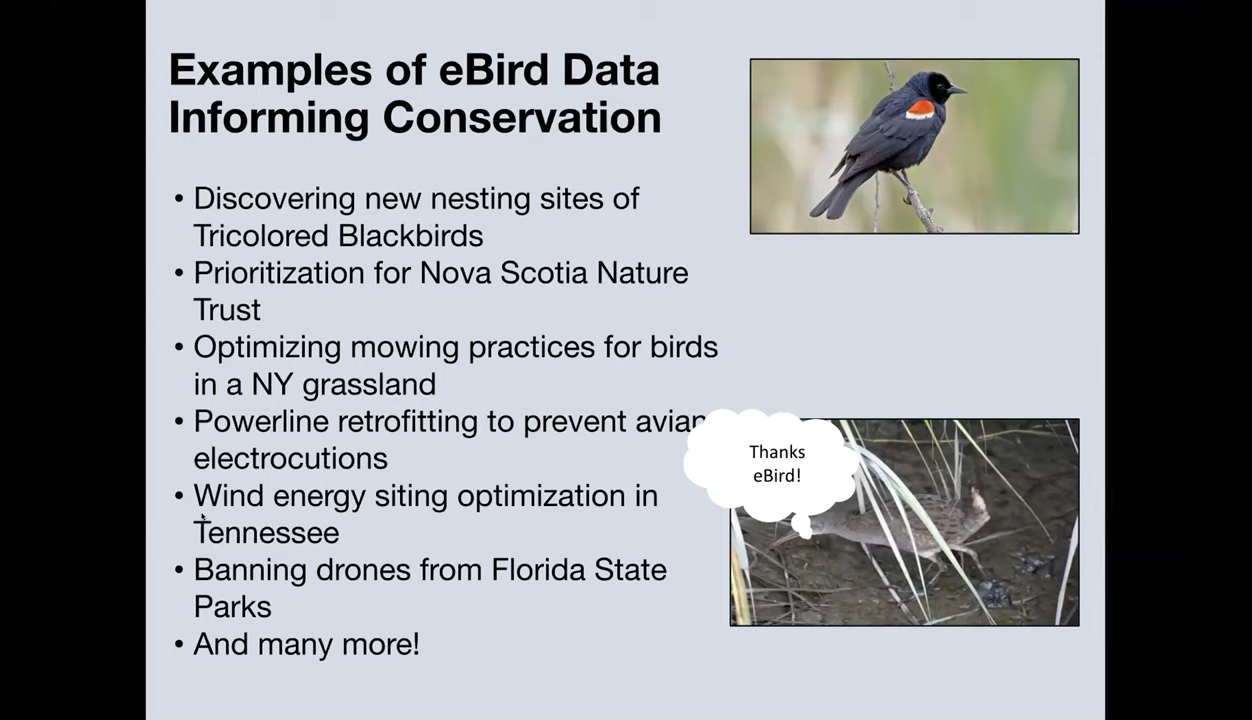 Examples of eBird Data
Informing Conservation
• Discovering new nesting sites of
Tricolored Blackbirds
• Prioritization for Nova Scotia Nature
Trust
• Optimizing mowing practices for birds
in a NY grassland
• Powerline retrofitting to prevent avian
electrocutions
• Wind energy siting optimization in
Tennessee
• Banning drones from Florida State
Parks
• And many more!
Thanks
eBird!